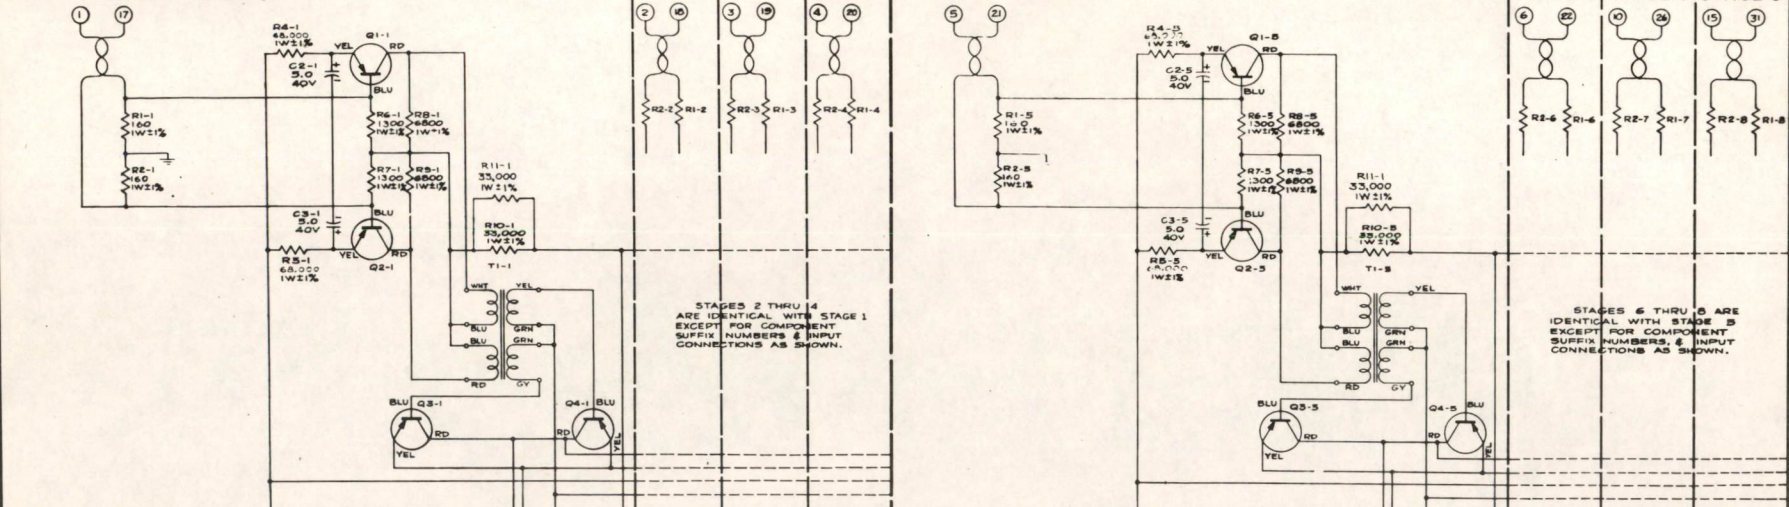 1 17
R4-1
68,000
1W±1%
C2-1
5.0
40V
YEL
Q1-1
RD
BLU
R1-1
160
1W±1%
R2-1
160
1W±1%
R6-1
1300
1W±1%
R8-1
6800
1W±1%
R7-1
1300
1W±1%
R9-1
6800
1W±1%
C3-1
5.0
40V
BLU
YEL
RD
Q2-1
R5-1
68,000
1W±1%
R11-1
33,000
1W±1%
R10-1
33,000
1W±1%
T1-1
WHT YEL
BLU GRN
BLU GRN
RD GY
BLU Q3-1
RD
YEL
Q4-1 BLU
YEL
2 18
R2-2 R1-2
3 19
R2-3 R1-3
4 20
R2-4 R1-4
STAGES 2 THRU 4
ARE IDENTICAL WITH STAGE 1
EXCEPT FOR COMPONENT
SUFFIX NUMBERS & INPUT
CONNECTIONS AS SHOWN.
5 21
R4-5
1W±1%
C2-5
5.0
40V
YEL
Q1-5
RD
BLU
R1-5
160
1W±1%
R2-5
160
1W±1%
R6-5
1300
1W±1%
R8-5
6800
1W±1%
R7-5
1300
1W±1%
R9-5
6800
1W±1%
C3-5
5.0
40V
BLU
YEL
RD
Q2-5
R5-5
1W±1%
R11-1
33,000
1W±1%
R10-5
33,000
1W±1%
T1-5
WHT YEL
BLU GRN
BLU GRN
RD GY
BLU Q3-5
RD
YEL
Q4-5 BLU
RD
YEL
6 22
R2-6 R1-6
10 26
R2-7 R1-7
15 31
R2-8 R1-8
STAGES 6 THRU 8 ARE
IDENTICAL WITH STAGE 5
EXCEPT FOR COMPONENT
SUFFIX NUMBERS, & INPUT
CONNECTIONS AS SHOWN.